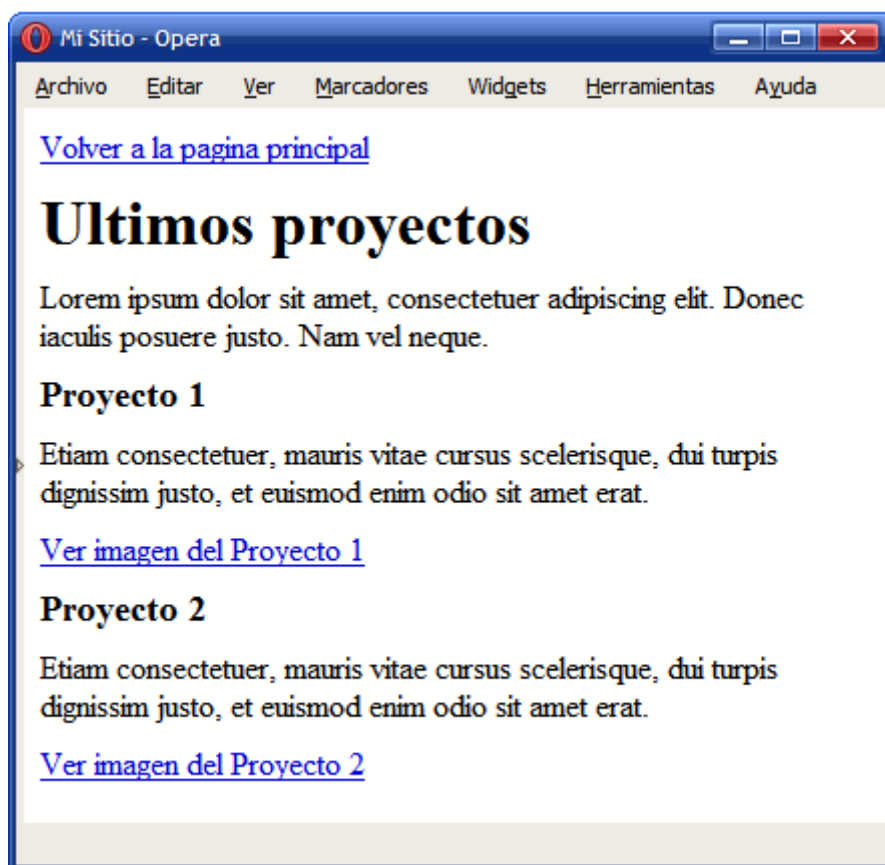 Mi Sitio - Opera
Archivo Editar Ver Marcadores Widgets Herramientas Ayuda
Volver a la pagina principal
Ultimos proyectos
Lorem ipsum dolor sit amet, consectetuer adipiscing elit. Donec
iaculis posuere justo. Nam vel neque.
Proyecto 1
Etiam consectetuer, mauris vitae cursus scelerisque, dui turpis
dignissim justo, et euismod enim odio sit amet erat.
Ver imagen del Proyecto 1
Proyecto 2
Etiam consectetuer, mauris vitae cursus scelerisque, dui turpis
dignissim justo, et euismod enim odio sit amet erat.
Ver imagen del Proyecto 2